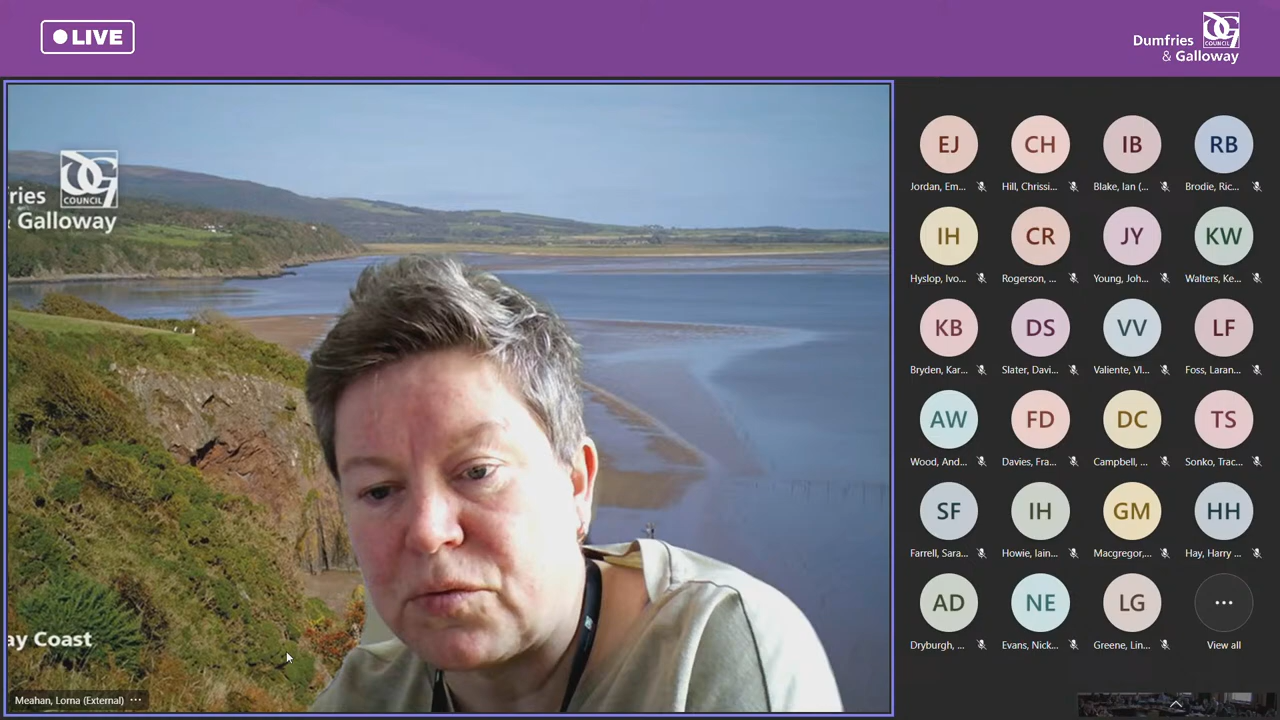 LIVE
Dumfries
& Galloway
COUNCIL
ries
COUNCIL
& Galloway
ay Coast
Meahan, Lorna (External) ...
EJ CH IB RB
Jordan, Em... Hill, Chrissi... Blake, Ian (... Brodie, Ric...
IH CR JY KW
Hyslop, Ivo... Rogerson, ... Young, Joh... Walters, Ke...
KB DS VV LF
Bryden, Kar... Slater, Davi... Valiente, Vl... Foss, Laran...
AW FD DC TS
Wood, And... Davies, Fra... Campbell, ... Sonko, Trac...
SF IH GM HH
Farrell, Sara... Howie, Iain... Macgregor,... Hay, Harry ...
AD NE LG ...
Dryburgh, ... Evans, Nick... Greene, Lin... View all